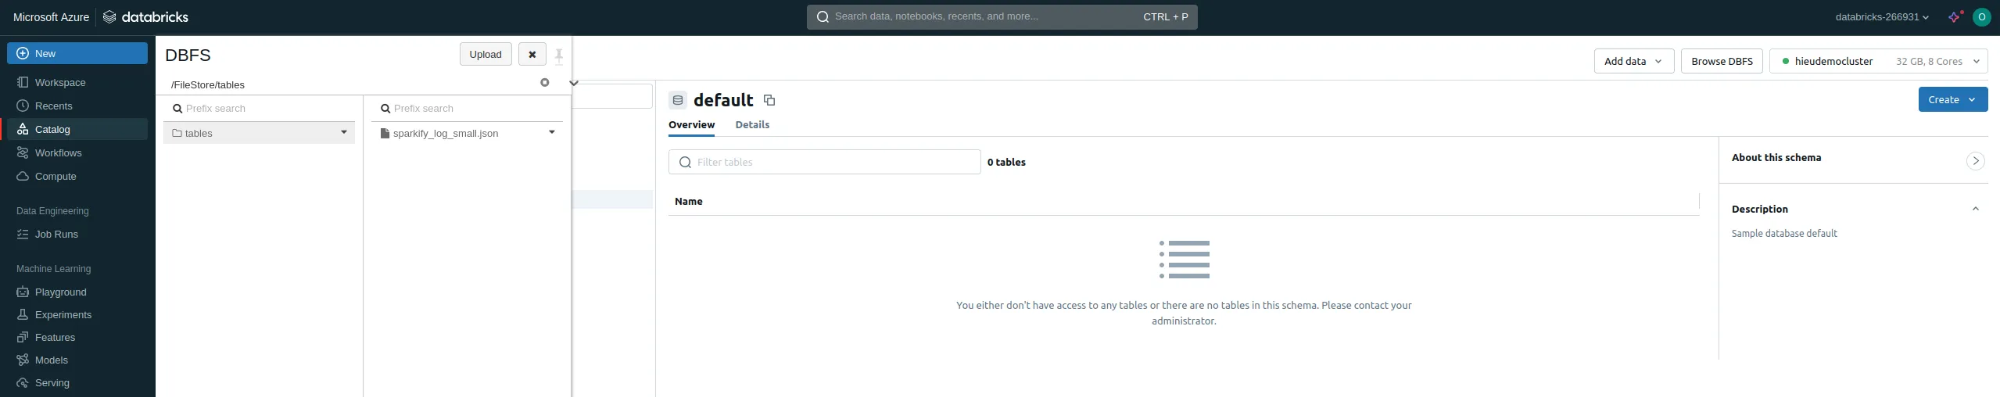 Microsoft Azure databricks
Search data, notebooks, recents, and more... CTRL + P
databricks-266931
O
New
Workspace
Recents
Catalog
Workflows
Compute
Data Engineering
Job Runs
Machine Learning
Playground
Experiments
Features
Models
Serving
DBFS
Upload
/FileStore/tables
Prefix search
tables
Prefix search
sparkify_log_small.json
Add data
Browse DBFS
hieudemocluster 32 GB, 8 Cores
default
Create
Overview Details
Filter tables
0 tables
Name
You either don't have access to any tables or there are no tables in this schema. Please contact your
administrator.
About this schema
Description
Sample database default